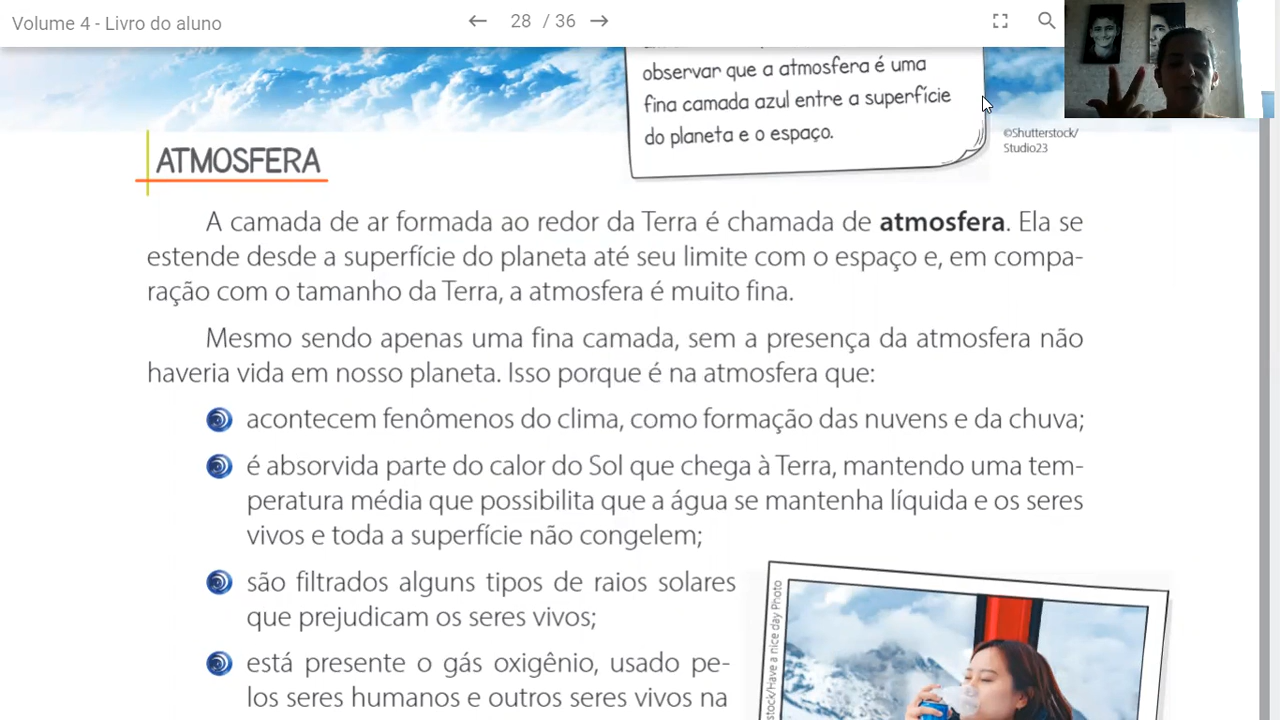 Volume 4 - Livro do aluno
28 / 36
observar que a atmosfera é uma
fina camada azul entre a superfície
do planeta e o espaço.
©Shutterstock/
Studio23
ATMOSFERA
A camada de ar formada ao redor da Terra é chamada de atmosfera. Ela se
estende desde a superfície do planeta até seu limite com o espaço e, em compa-
ração com o tamanho da Terra, a atmosfera é muito fina.
Mesmo sendo apenas uma fina camada, sem a presença da atmosfera não
haveria vida em nosso planeta. Isso porque é na atmosfera que:
acontecem fenômenos do clima, como formação das nuvens e da chuva;
é absorvida parte do calor do Sol que chega à Terra, mantendo uma tem-
peratura média que possibilita que a água se mantenha líquida e os seres
vivos e toda a superfície não congelem;
são filtrados alguns tipos de raios solares
que prejudicam os seres vivos;
está presente o gás oxigênio, usado pe-
los seres humanos e outros seres vivos na
stock/Have a nice day Photo